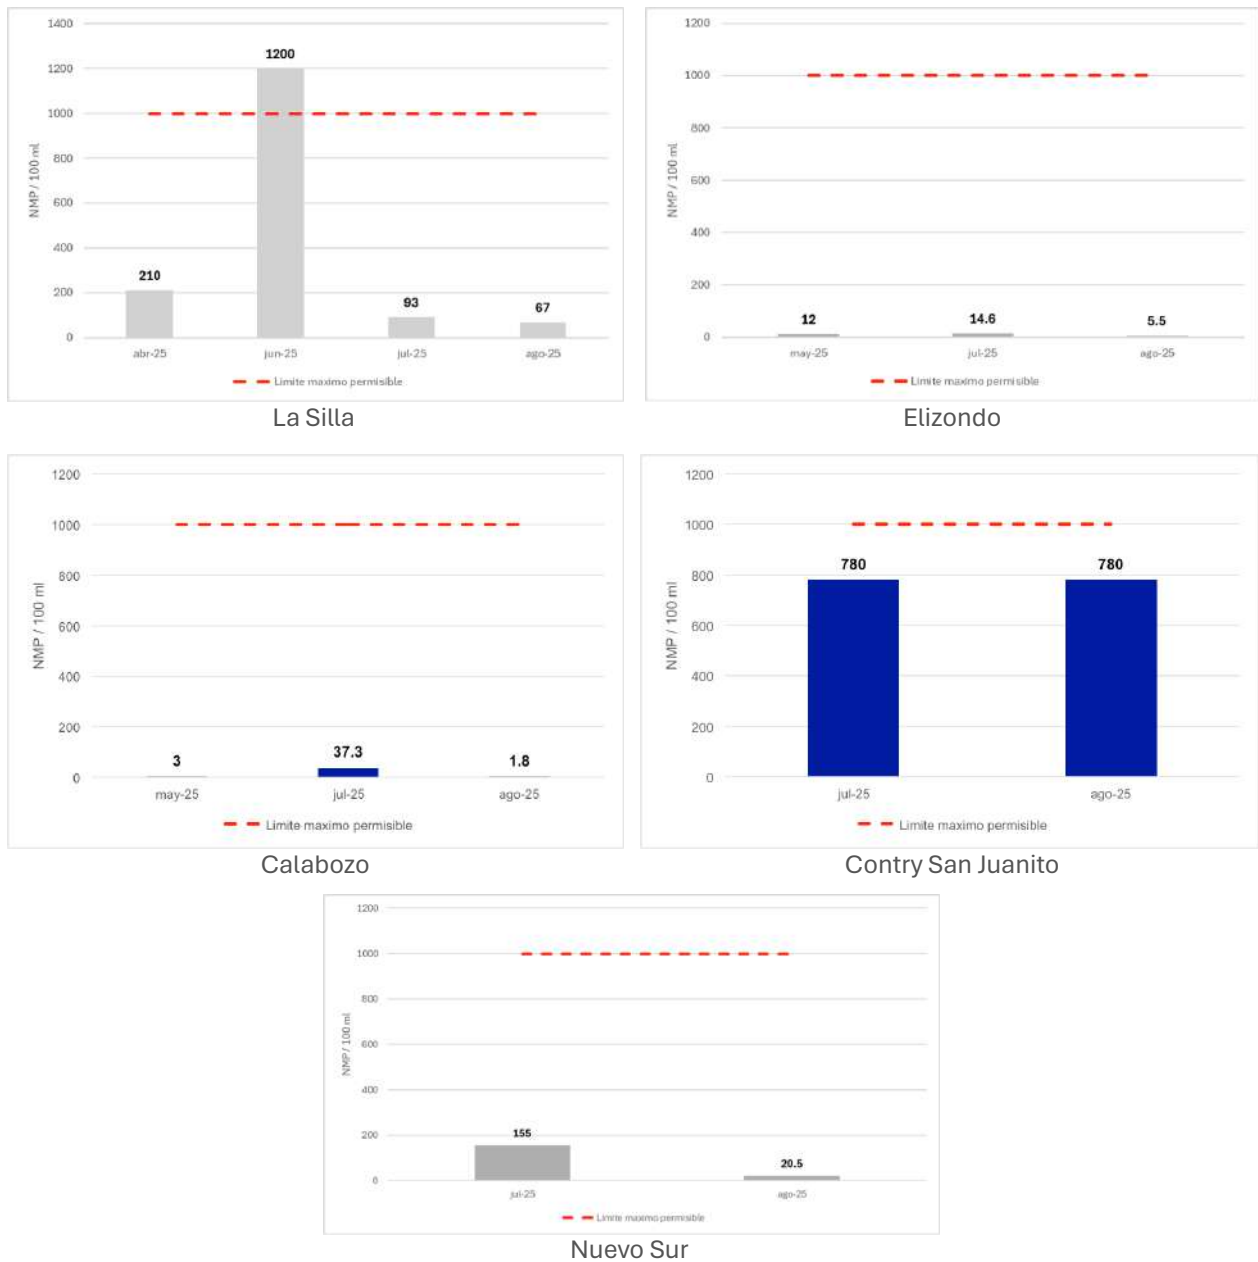 1400
1200
1000
800
600
400
200
0
NMP / 100 ml
210
1200
93
67
abr-25
jun-25
jul-25
ago-25
Limite maximo permisible
La Silla
1200
1000
800
600
400
200
0
NMP / 100 ml
12
14.6
5.5
may-25
jul-25
ago-25
Limite maximo permisible
Elizondo
1200
1000
800
600
400
200
0
NMP / 100 ml
3
37.3
1.8
may-25
jul-25
ago-25
Limite maximo permisible
Calabozo
1200
1000
800
600
400
200
0
NMP / 100 ml
780
780
jul-25
ago-25
Limite maximo permisible
Contry San Juanito
1200
1000
800
600
400
200
0
NMP / 100 ml
155
20.5
jul-25
ago-25
Limite maximo permisible
Nuevo Sur